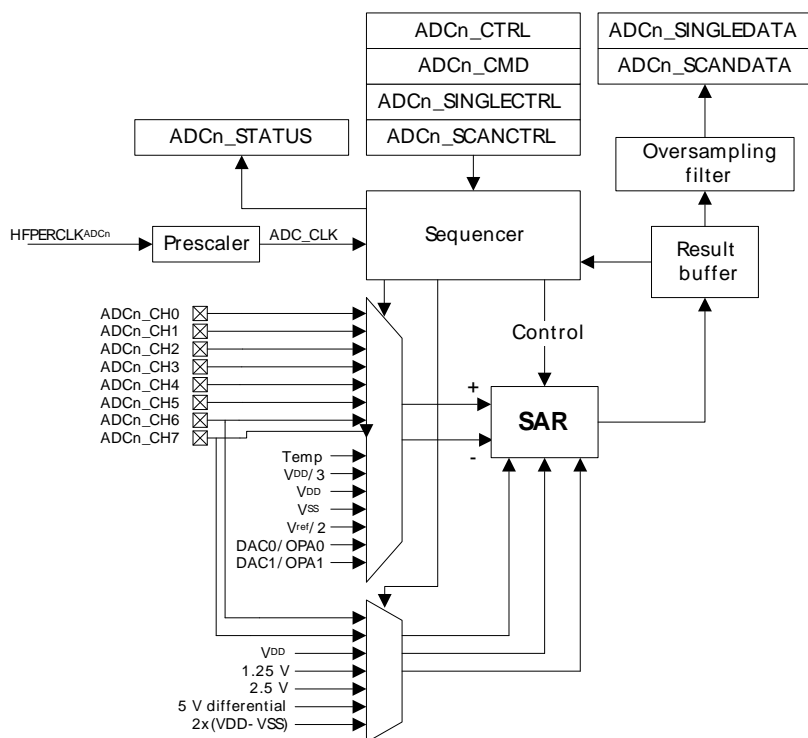 ADCn_CTRL
ADCn_CMD
ADCn_SINGLECTRL
ADCn_SCANCTRL
ADCn_SINGLEDATA
ADCn_SCANDATA
ADCn_STATUS
Oversampling
filter
HFPERCLKADCn
Prescaler
ADC_CLK
Sequencer
Result
buffer
ADCn_CH0
ADCn_CH1
ADCn_CH2
ADCn_CH3
ADCn_CH4
ADCn_CH5
ADCn_CH6
ADCn_CH7
Control
+
-
SAR
Temp
VDD/3
VDD
VSS
Vref/2
DAC0/OPA0
DAC1/OPA1
VDD
1.25 V
2.5 V
5 V differential
2x(VDD-VSS)